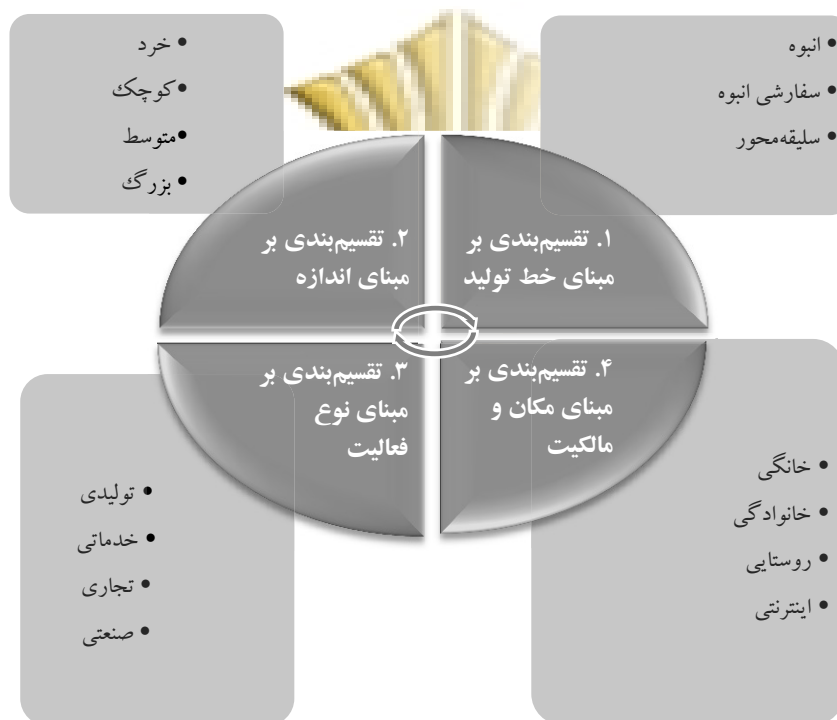 • انبوه
• سفارشی انبوه
• سلیقه‌محور
• خرد
• کوچک
• متوسط
• بزرگ
۱. تقسیم‌بندی بر
مبنای خط تولید
۲. تقسیم‌بندی بر
مبنای اندازه
۳. تقسیم‌بندی بر
مبنای نوع
فعالیت
۴. تقسیم‌بندی بر
مبنای مکان و
مالکیت
• تولیدی
• خدماتی
• تجاری
• صنعتی
• خانگی
• خانوادگی
• روستایی
• اینترنتی